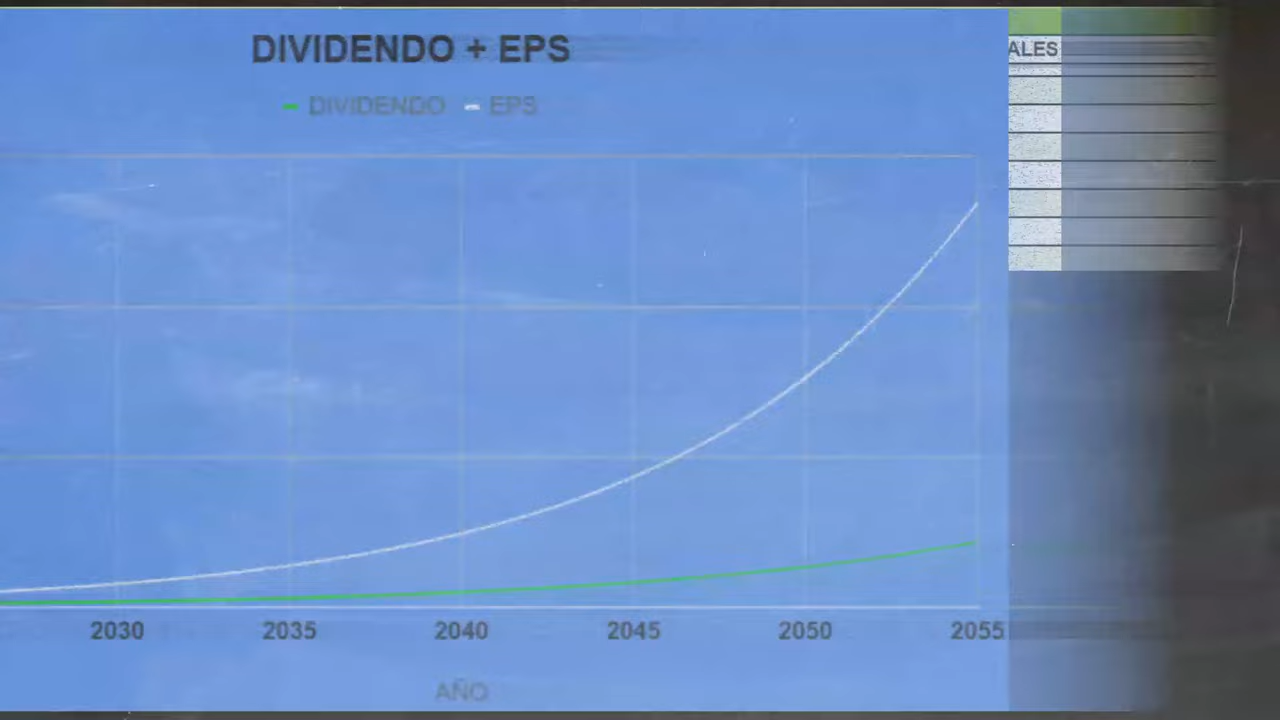 DIVIDENDO + EPS
ALES
DIVIDENDO EPS
2030 2035 2040 2045 2050 2055
AÑO